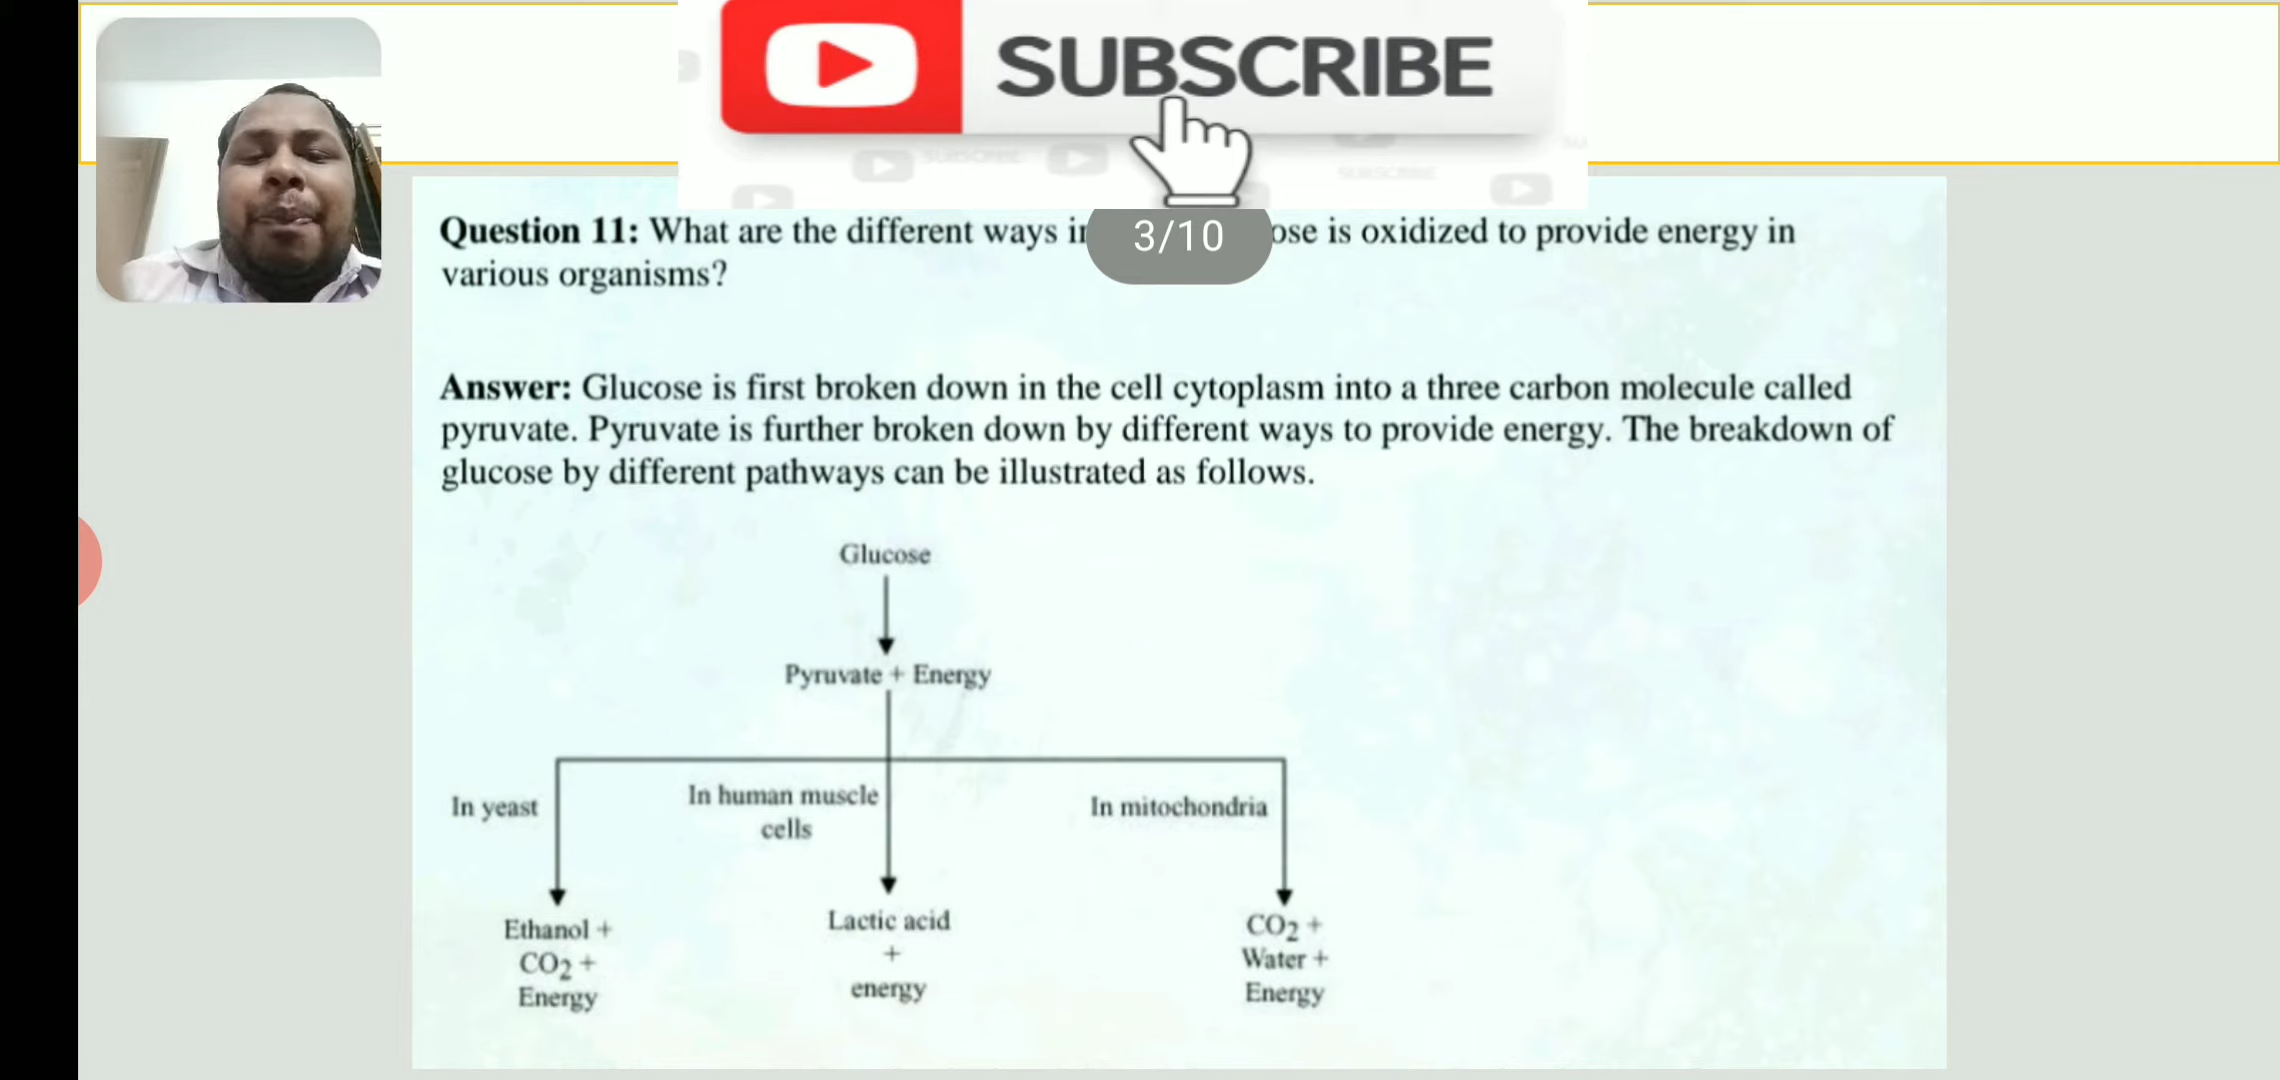 SUBSCRIBE
SUBSCRIBE
SUBSCRIBE
Question 11: What are the different ways 3/10 is oxidized to provide energy in
various organisms?
Answer: Glucose is first broken down in the cell cytoplasm into a three carbon molecule called
pyruvate. Pyruvate is further broken down by different ways to provide energy. The breakdown of
glucose by different pathways can be illustrated as follows.
Glucose
Pyruvate + Energy
In yeast
In human muscle
cells
In mitochondria
Ethanol +
CO2 +
Energy
Lactic acid
+
energy
CO2 +
Water +
Energy